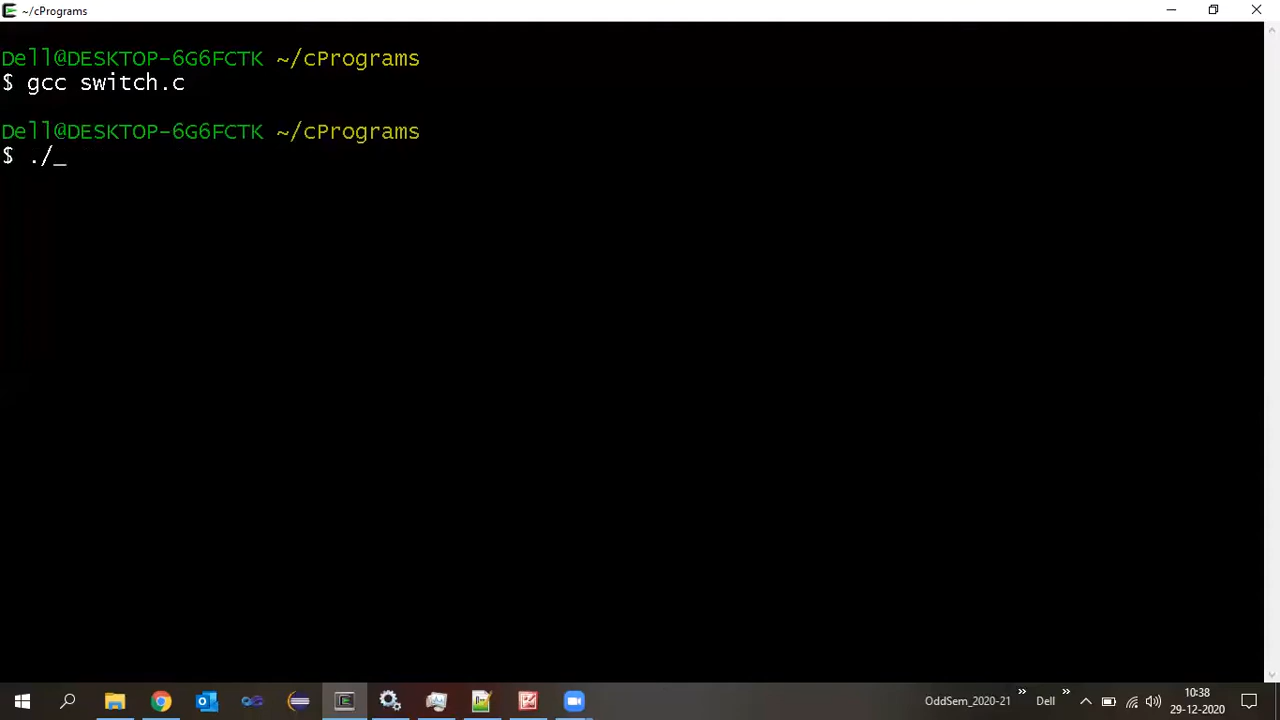 ~/cPrograms
Dell@DESKTOP-6G6FCTK ~/cPrograms
$ gcc switch.c
Dell@DESKTOP-6G6FCTK ~/cPrograms
$ ./_
OddSem_2020-21
Dell
10:38
29-12-2020